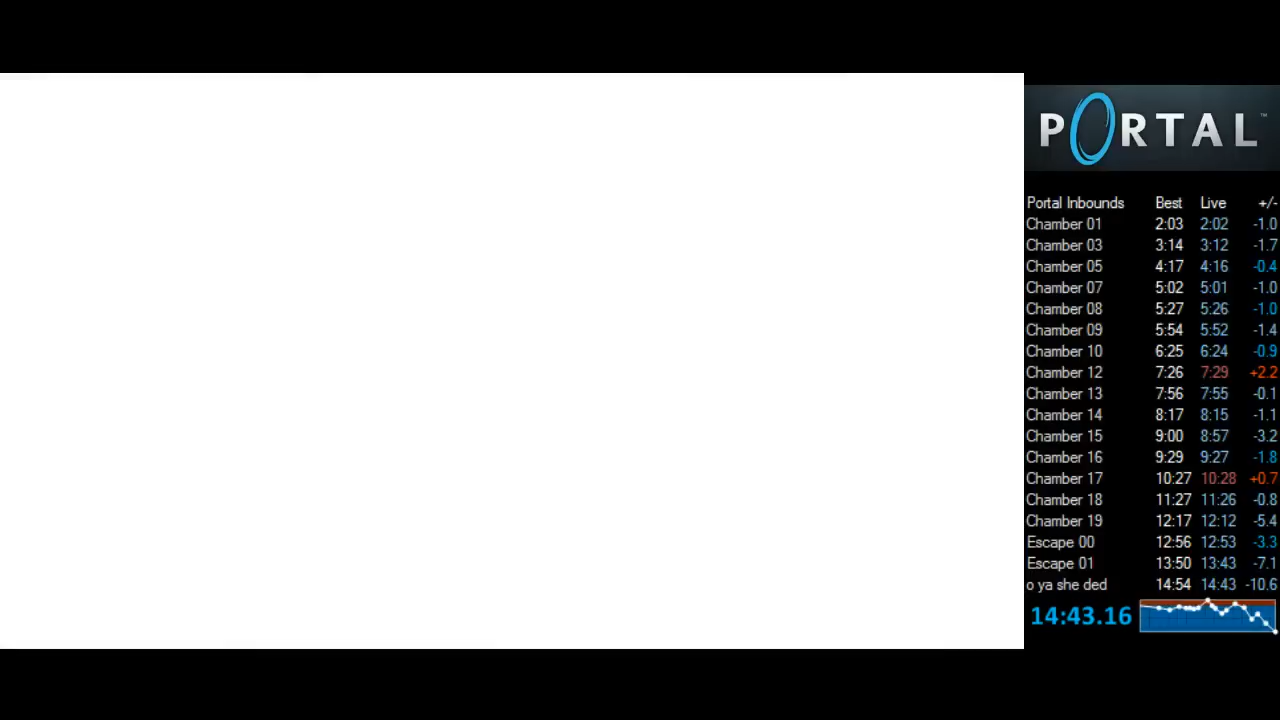 PORTAL™
Portal Inbounds Best Live +/-
Chamber 01 2:03 2:02 -1.0
Chamber 03 3:14 3:12 -1.7
Chamber 05 4:17 4:16 -0.4
Chamber 07 5:02 5:01 -1.0
Chamber 08 5:27 5:26 -1.0
Chamber 09 5:54 5:52 -1.4
Chamber 10 6:25 6:24 -0.9
Chamber 12 7:26 7:29 +2.2
Chamber 13 7:56 7:55 -0.1
Chamber 14 8:17 8:15 -1.1
Chamber 15 9:00 8:57 -3.2
Chamber 16 9:29 9:27 -1.8
Chamber 17 10:27 10:28 +0.7
Chamber 18 11:27 11:26 -0.8
Chamber 19 12:17 12:12 -5.4
Escape 00 12:56 12:53 -3.3
Escape 01 13:50 13:43 -7.1
o ya she ded 14:54 14:43 -10.6
14:43.16